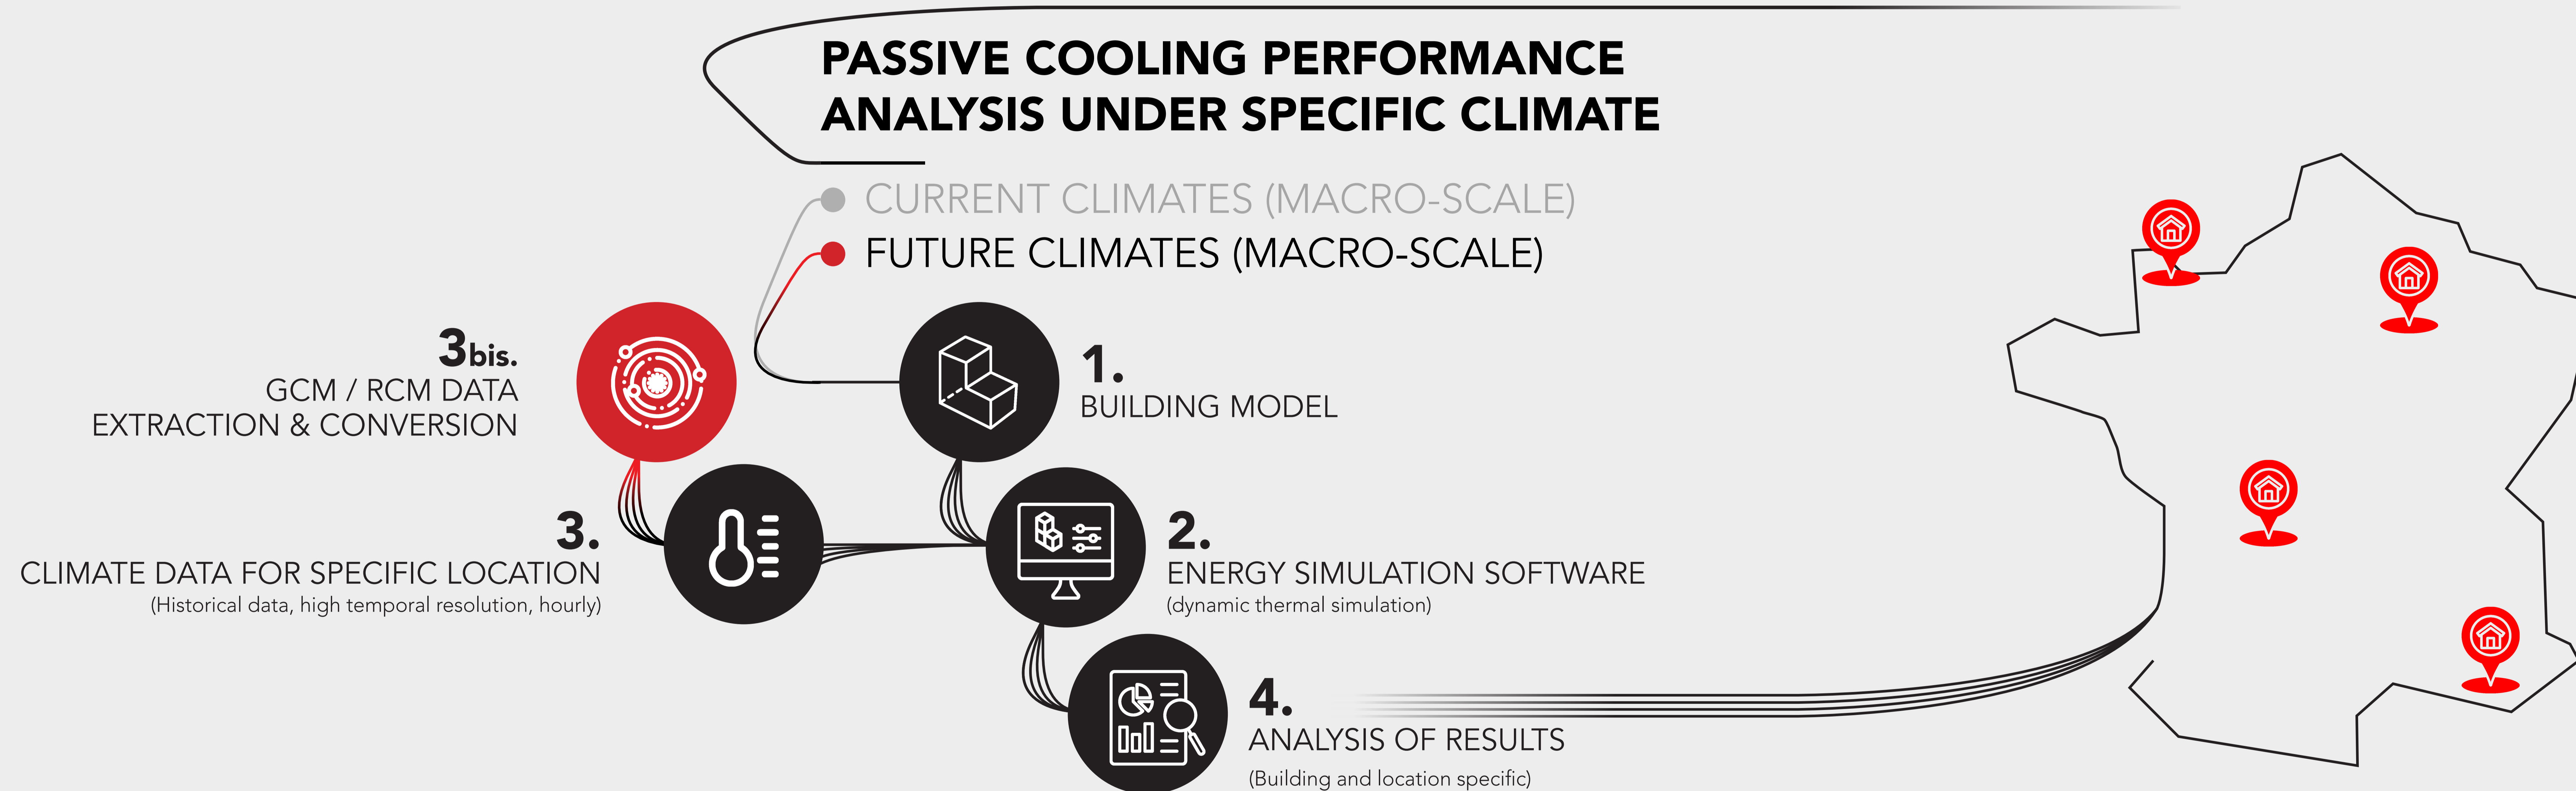 PASSIVE COOLING PERFORMANCE
ANALYSIS UNDER SPECIFIC CLIMATE
CURRENT CLIMATES (MACRO-SCALE)
FUTURE CLIMATES (MACRO-SCALE)
3bis.
GCM / RCM DATA
EXTRACTION & CONVERSION
1.
BUILDING MODEL
3.
CLIMATE DATA FOR SPECIFIC LOCATION
(Historical data, high temporal resolution, hourly)
2.
ENERGY SIMULATION SOFTWARE
(dynamic thermal simulation)
4.
ANALYSIS OF RESULTS
(Building and location specific)